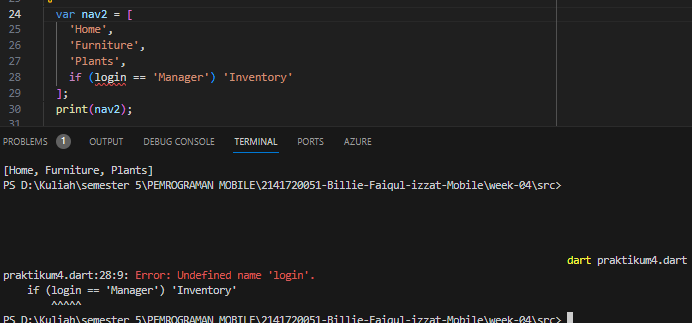 24 var nav2 = [
25 'Home',
26 'Furniture',
27 'Plants',
28 if (login == 'Manager') 'Inventory'
29 ];
30 print(nav2);
31
PROBLEMS 1 OUTPUT DEBUG CONSOLE TERMINAL PORTS AZURE
[Home, Furniture, Plants]
PS D:\Kuliah\semester 5\PEMROGRAMAN MOBILE\2141720051-Billie-Faiqul-izzat-Mobile\week-04\src>
dart praktikum4.dart
praktikum4.dart:28:9: Error: Undefined name 'login'.
if (login == 'Manager') 'Inventory'
^^^^^
PS D:\Kuliah\semester 5\PEMROGRAMAN MOBILE\2141720051-Billie-Faiqul-izzat-Mobile\week-04\src>